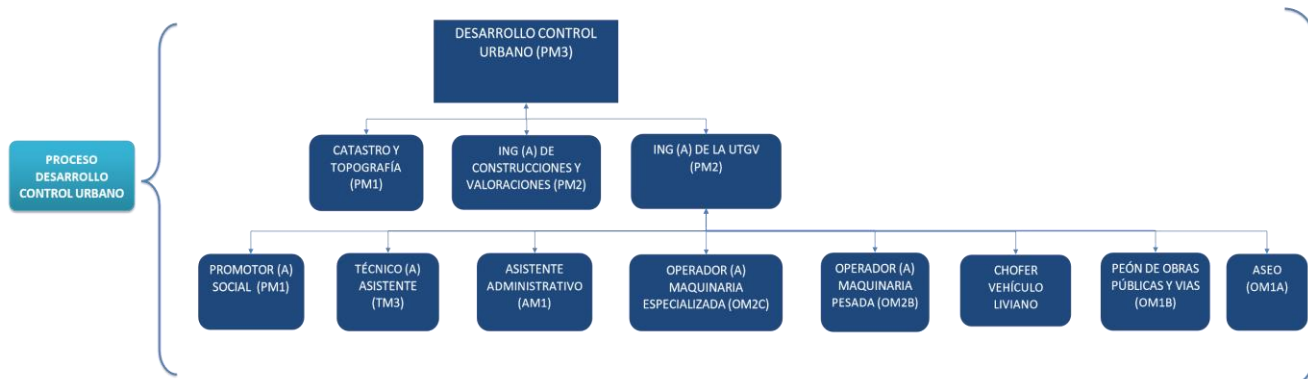 DESARROLLO CONTROL
URBANO (PM3)
PROCESO
DESARROLLO
CONTROL URBANO
CATASTRO Y
TOPOGRAFÍA
(PM1)
ING (A) DE
CONSTRUCCIONES Y
VALORACIONES (PM2)
ING (A) DE LA UTGV
(PM2)
PROMOTOR (A)
SOCIAL (PM1)
TÉCNICO (A)
ASISTENTE
(TM3)
ASISTENTE
ADMINISTRATIVO (AM1)
OPERADOR (A)
MAQUINARIA
ESPECIALIZADA (OM2C)
OPERADOR (A)
MAQUINARIA
PESADA (OM2B)
CHOFER
VEHÍCULO
LIVIANO
PEÓN DE OBRAS
PÚBLICAS Y VIAS
(OM1B)
ASEO
(OM1A)